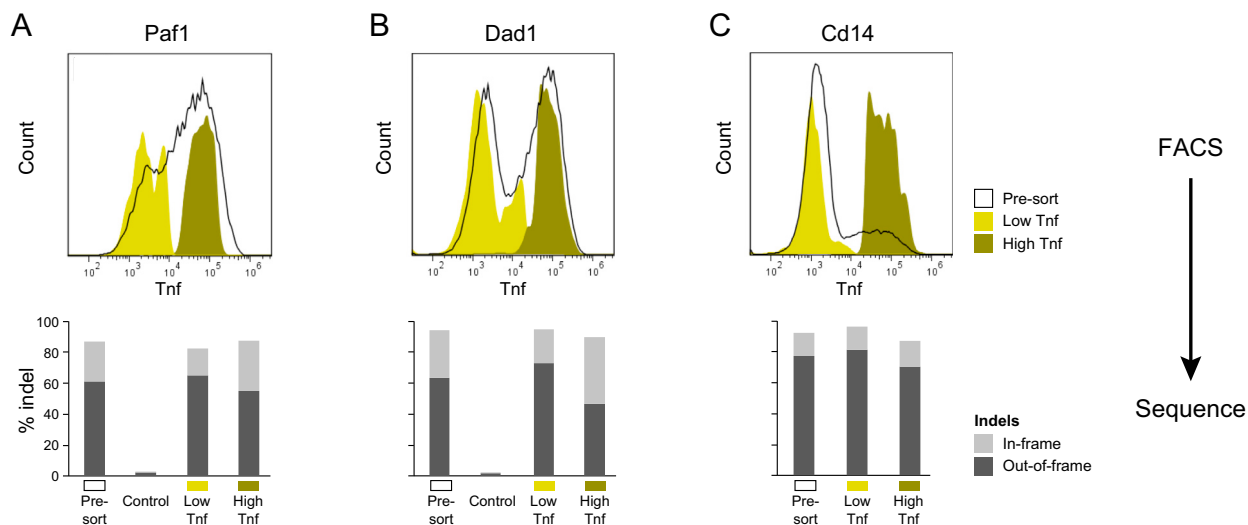 A
Paf1
Count
10^2 10^3 10^4 10^5 10^6
Tnf
B
Dad1
Count
10^2 10^3 10^4 10^5 10^6
Tnf
C
Cd14
Count
10^2 10^3 10^4 10^5 10^6
Tnf
Pre-sort
Low Tnf
High Tnf
FACS
Sequence
% indel
100
80
60
40
20
0
Pre-
sort
Control
Low
Tnf
High
Tnf
Pre-
sort
Control
Low
Tnf
High
Tnf
Pre-
sort
Low
Tnf
High
Tnf
Indels
In-frame
Out-of-frame